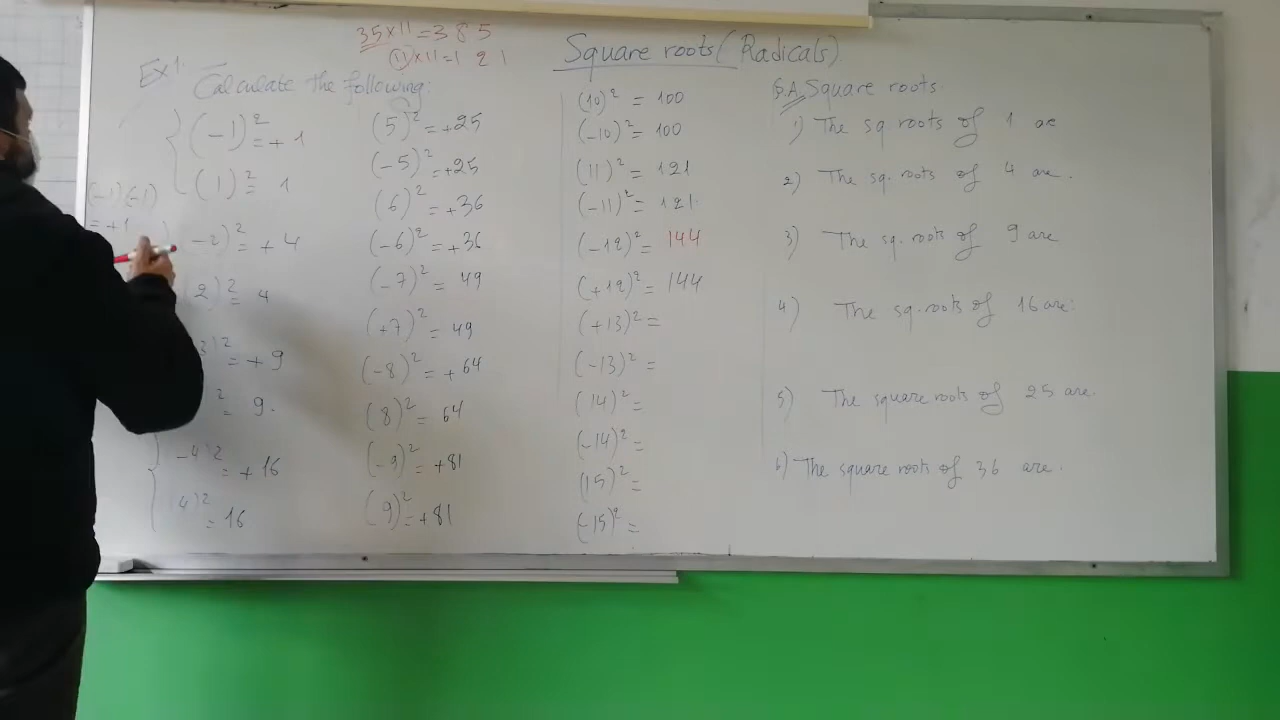 35×11=385
11×11=121
Square roots (Radicals)
Ex1: Calculate the following:
(-1)² = +1
(1)² = 1
(-1)(-1)
= +1
-2)² = +4
2)² = 4
3)² = +9
² = 9.
-4)² = +16
4)² = 16
(5)² = +25
(-5)² = +25
(6)² = +36
(-6)² = +36
(-7)² = 49
(+7)² = 49
(-8)² = +64
(8)² = 64
(-9)² = +81
(9)² = +81
(10)² = 100
(-10)² = 100
(11)² = 121
(-11)² = 121.
(-12)² = 144
(+12)² = 144
(+13)² =
(-13)² =
(14)² =
(-14)² =
(15)² =
(-15)² =
Square roots
1) The sq roots of 1 ae
2) The sq. roots of 4 are.
3) The sq. roots of 9 are
4) The sq. roots of 16 are:
5) The square roots of 25 are.
6) The square roots of 36 are.